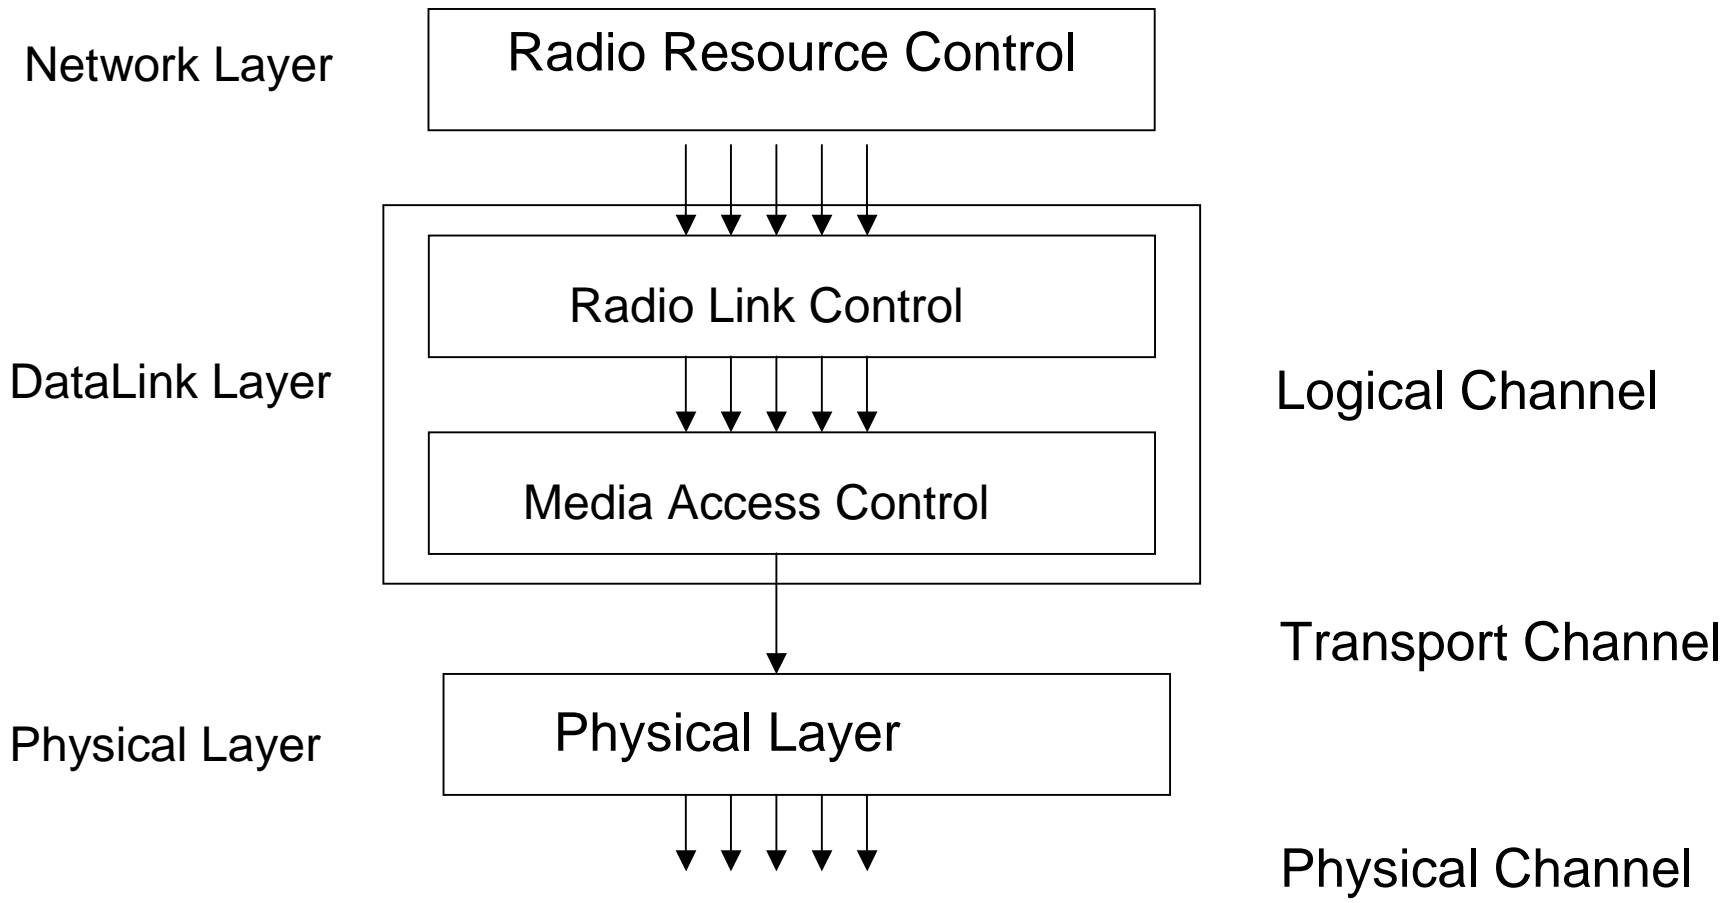 Network Layer
Radio Resource Control
Radio Link Control
DataLink Layer
Logical Channel
Media Access Control
Transport Channel
Physical Layer
Physical Layer
Physical Channel